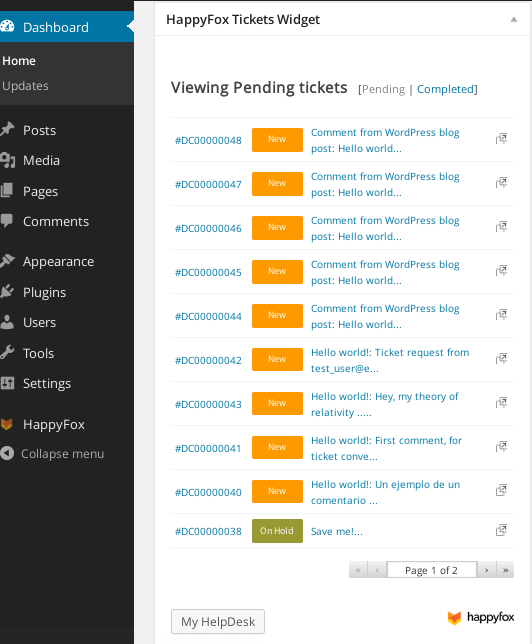 Dashboard
Home
Updates
Posts
Media
Pages
Comments
Appearance
Plugins
Users
Tools
Settings
HappyFox
Collapse menu
HappyFox Tickets Widget
Viewing Pending tickets [Pending | Completed]
#DC00000048 New Comment from WordPress blog
post: Hello world...
#DC00000047 New Comment from WordPress blog
post: Hello world...
#DC00000046 New Comment from WordPress blog
post: Hello world...
#DC00000045 New Comment from WordPress blog
post: Hello world...
#DC00000044 New Comment from WordPress blog
post: Hello world...
#DC00000042 New Hello world!: Ticket request from
test_user@e...
#DC00000043 New Hello world!: Hey, my theory of
relativity .....
#DC00000041 New Hello world!: First comment, for
ticket conve...
#DC00000040 New Hello world!: Un ejemplo de un
comentario ...
#DC00000038 On Hold Save me!...
« ‹ Page 1 of 2 › »
My HelpDesk
happyfox